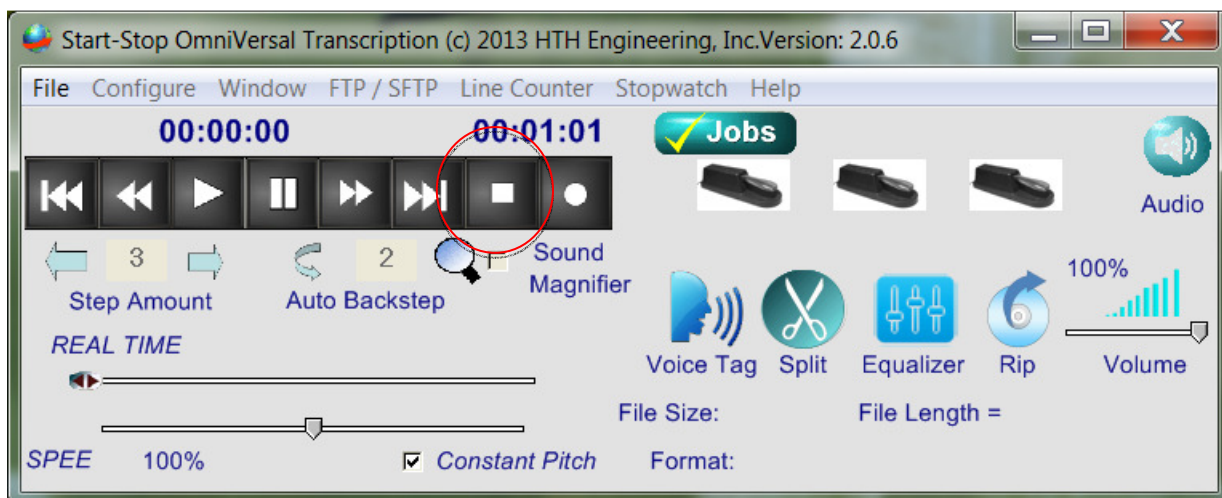 Start-Stop OmniVersal Transcription (c) 2013 HTH Engineering, Inc.Version: 2.0.6
File Configure Window FTP / SFTP Line Counter Stopwatch Help
00:00:00 00:01:01 Jobs
Audio
3 2 Sound
Magnifier
Step Amount Auto Backstep
100%
REAL TIME
Voice Tag Split Equalizer Rip Volume
File Size: File Length =
SPEE 100% Constant Pitch Format: